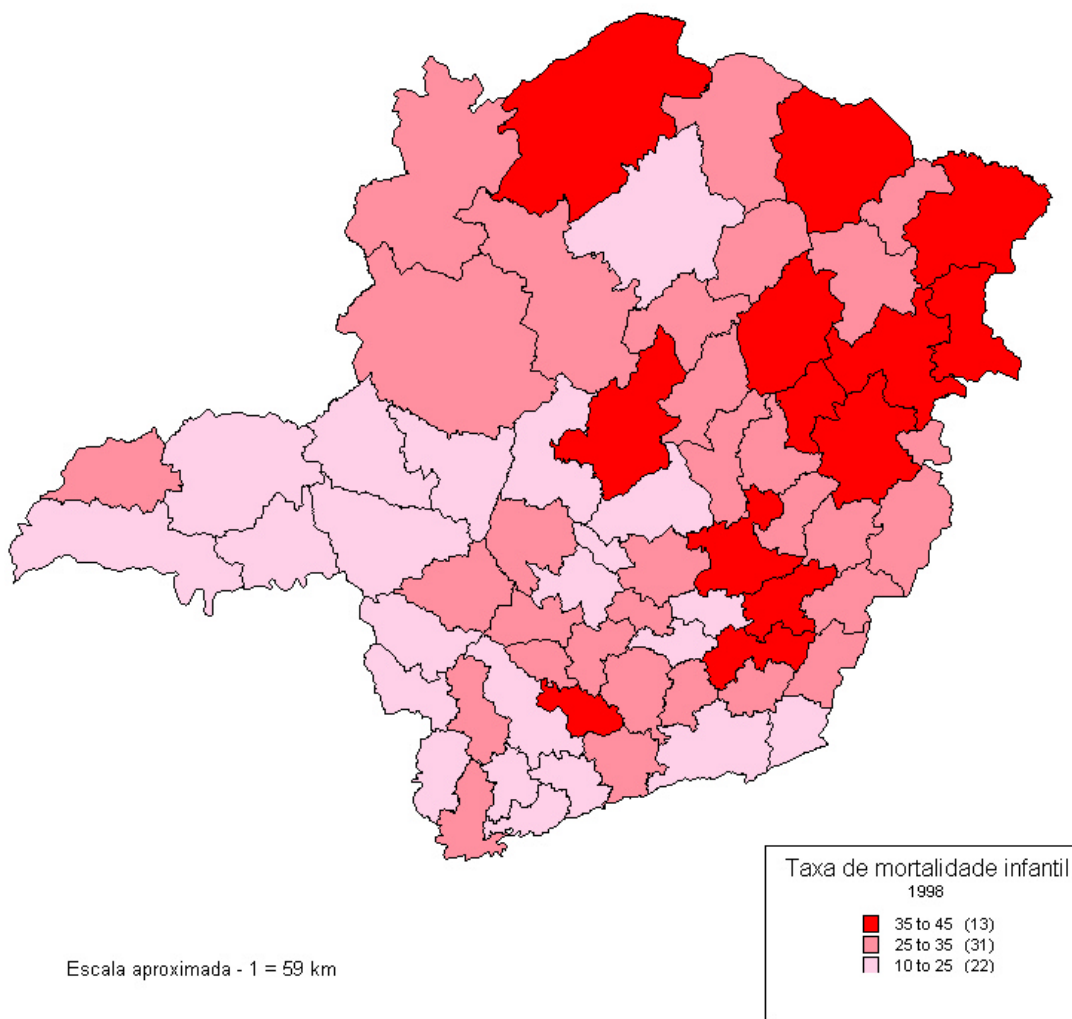 Taxa de mortalidade infantil
1998
35 to 45 (13)
25 to 35 (31)
10 to 25 (22)
Escala aproximada - 1 = 59 km